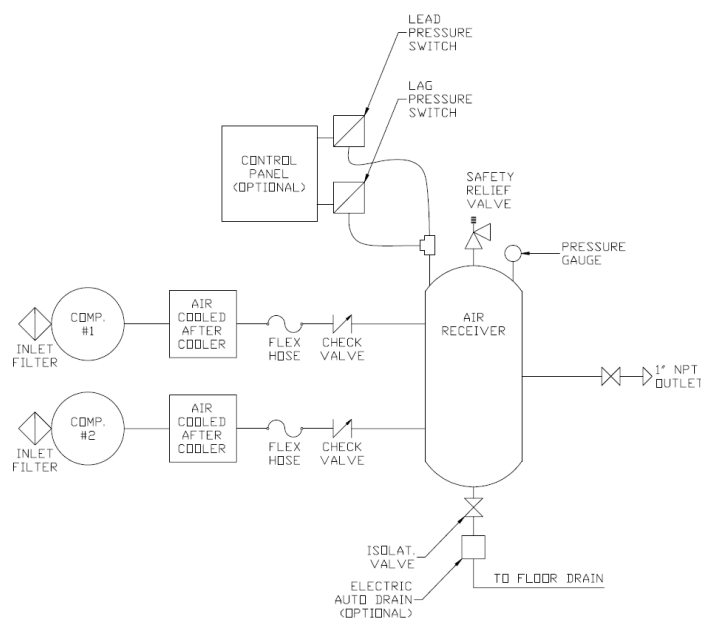 LEAD
PRESSURE
SWITCH
LAG
PRESSURE
SWITCH
CONTROL
PANEL
(OPTIONAL)
SAFETY
RELIEF
VALVE
PRESSURE
GAUGE
COMP.
#1
INLET
FILTER
AIR
COOLED
AFTER
COOLER
FLEX
HOSE
CHECK
VALVE
AIR
RECEIVER
1" NPT
OUTLET
COMP.
#2
INLET
FILTER
AIR
COOLED
AFTER
COOLER
FLEX
HOSE
CHECK
VALVE
ISOLAT.
VALVE
ELECTRIC
AUTO DRAIN
(OPTIONAL)
TO FLOOR DRAIN